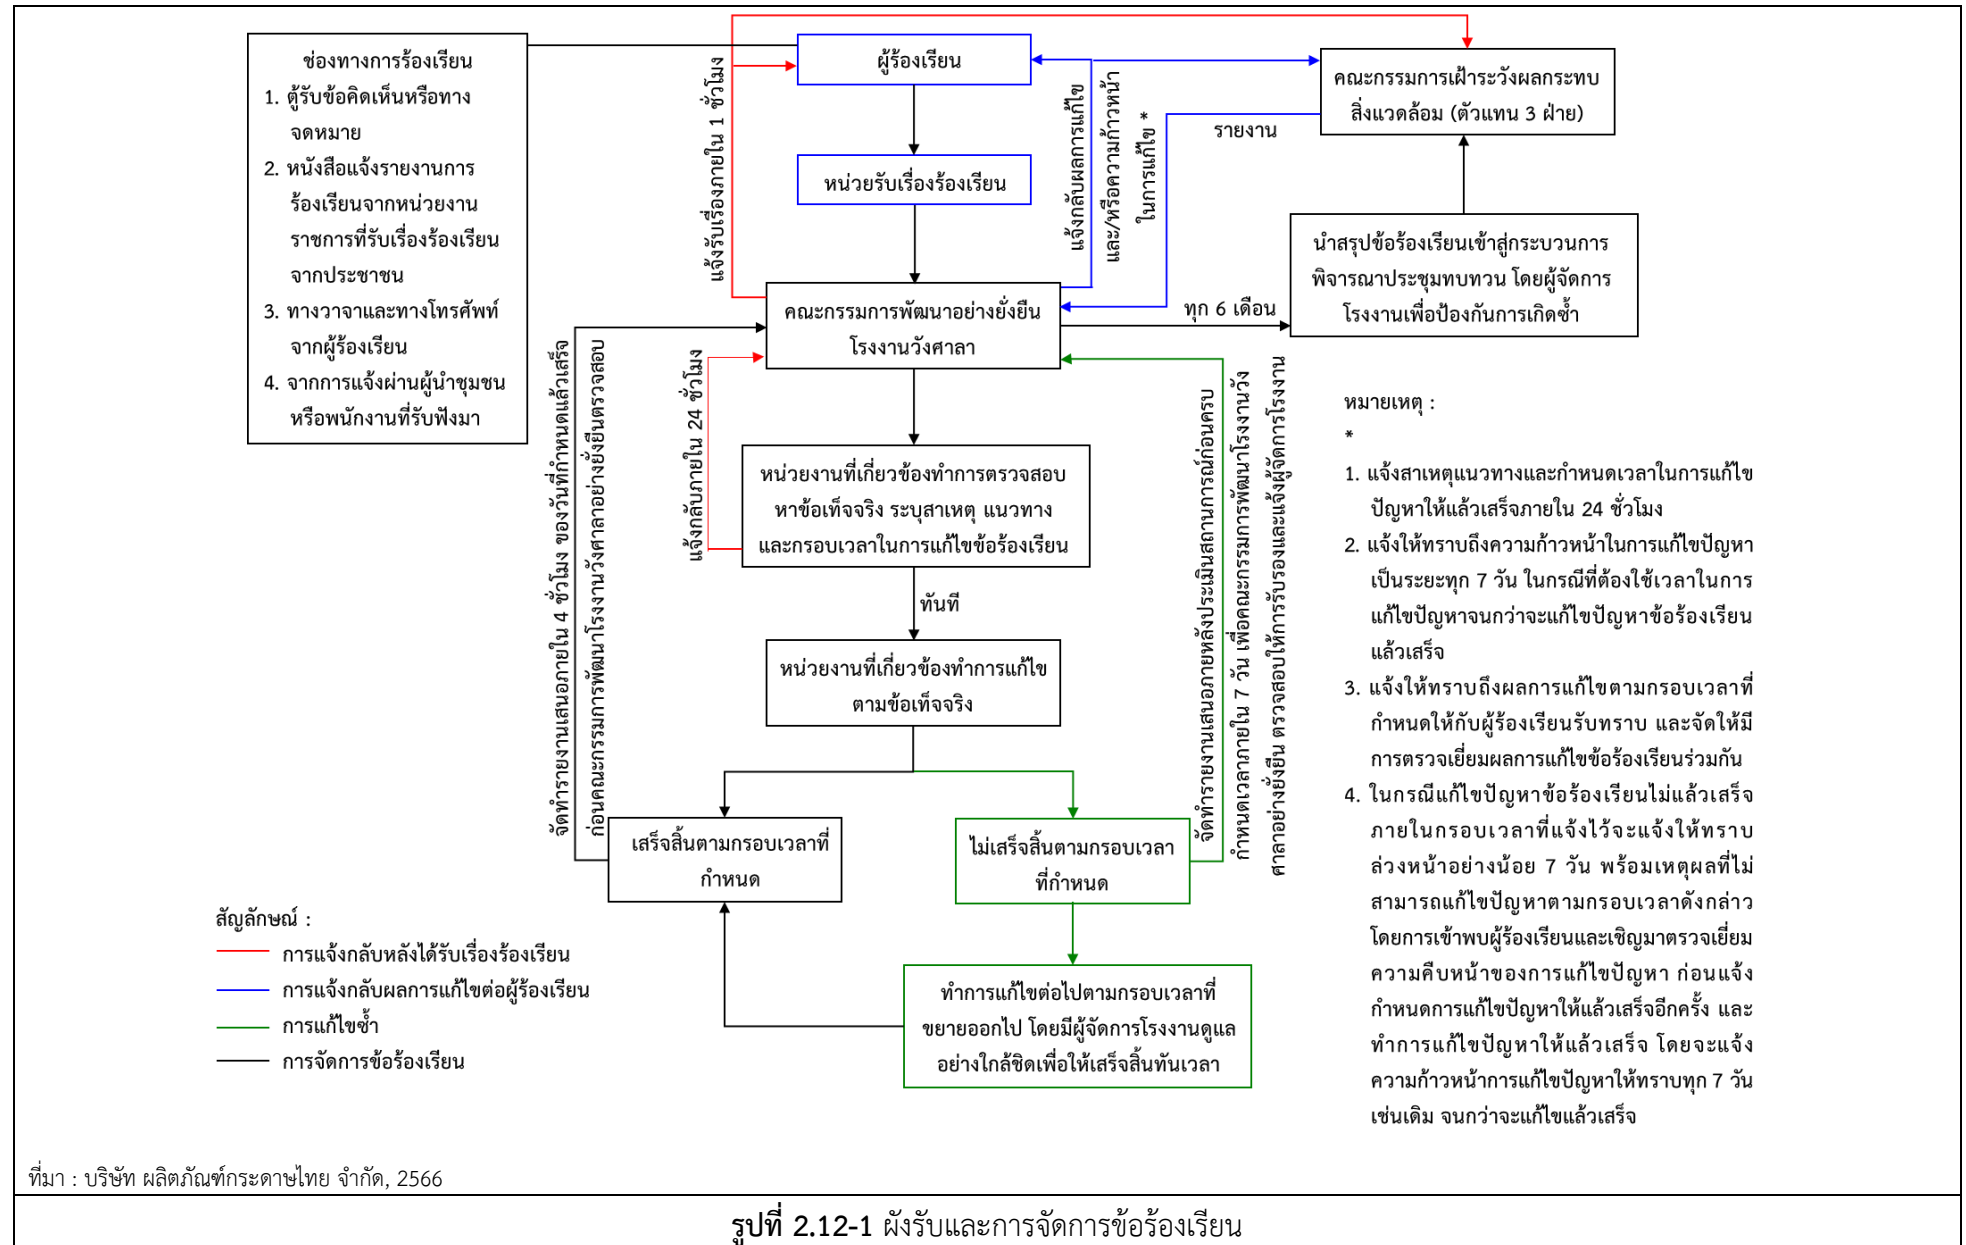 ช่องทางการร้องเรียน
1. ตู้รับข้อคิดเห็นหรือทาง
จดหมาย
2. หนังสือแจ้งรายงานการ
ร้องเรียนจากหน่วยงาน
ราชการที่รับเรื่องร้องเรียน
จากประชาชน
3. ทางวาจาและทางโทรศัพท์
จากผู้ร้องเรียน
4. จากการแจ้งผ่านผู้นำชุมชน
หรือพนักงานที่รับฟังมา
ผู้ร้องเรียน
แจ้งรับเรื่องภายใน 1 ชั่วโมง
หน่วยรับเรื่องร้องเรียน
แจ้งกลับผลการแก้ไข
และ/หรือความก้าวหน้า
ในการแก้ไข *
คณะกรรมการเฝ้าระวังผลกระทบ
สิ่งแวดล้อม (ตัวแทน 3 ฝ่าย)
รายงาน
นำสรุปข้อร้องเรียนเข้าสู่กระบวนการ
พิจารณาประชุมทบทวน โดยผู้จัดการ
โรงงานเพื่อป้องกันการเกิดซ้ำ
คณะกรรมการพัฒนาอย่างยั่งยืน
โรงงานวังศาลา
ทุก 6 เดือน
จัดทำรายงานเสนอภายใน 4 ชั่วโมง ของวันที่กำหนดแล้วเสร็จ
ก่อนคณะกรรมการพัฒนาโรงงานวังศาลาอย่างยั่งยืนตรวจสอบ
แจ้งกลับภายใน 24 ชั่วโมง
หน่วยงานที่เกี่ยวข้องทำการตรวจสอบ
หาข้อเท็จจริง ระบุสาเหตุ แนวทาง
และกรอบเวลาในการแก้ไขข้อร้องเรียน
ทันที
หน่วยงานที่เกี่ยวข้องทำการแก้ไข
ตามข้อเท็จจริง
จัดทำรายงานเสนอภายหลังประเมินสถานการณ์ก่อนครบ
กำหนดเวลาภายใน 7 วัน เพื่อคณะกรรมการพัฒนาโรงงานวัง
ศาลาอย่างยั่งยืน ตรวจสอบให้การรับรองและแจ้งผู้จัดการโรงงาน
เสร็จสิ้นตามกรอบเวลาที่
กำหนด
ไม่เสร็จสิ้นตามกรอบเวลา
ที่กำหนด
ทำการแก้ไขต่อไปตามกรอบเวลาที่
ขยายออกไป โดยมีผู้จัดการโรงงานดูแล
อย่างใกล้ชิดเพื่อให้เสร็จสิ้นทันเวลา
หมายเหตุ :
*
1. แจ้งสาเหตุแนวทางและกำหนดเวลาในการแก้ไข
ปัญหาให้แล้วเสร็จภายใน 24 ชั่วโมง
2. แจ้งให้ทราบถึงความก้าวหน้าในการแก้ไขปัญหา
เป็นระยะทุก 7 วัน ในกรณีที่ต้องใช้เวลาในการ
แก้ไขปัญหาจนกว่าจะแก้ไขปัญหาข้อร้องเรียน
แล้วเสร็จ
3. แจ้งให้ทราบถึงผลการแก้ไขตามกรอบเวลาที่
กำหนดให้กับผู้ร้องเรียนรับทราบ และจัดให้มี
การตรวจเยี่ยมผลการแก้ไขข้อร้องเรียนร่วมกัน
4. ในกรณีแก้ไขปัญหาข้อร้องเรียนไม่แล้วเสร็จ
ภายในกรอบเวลาที่แจ้งไว้จะแจ้งให้ทราบ
ล่วงหน้าอย่างน้อย 7 วัน พร้อมเหตุผลที่ไม่
สามารถแก้ไขปัญหาตามกรอบเวลาดังกล่าว
โดยการเข้าพบผู้ร้องเรียนและเชิญมาตรวจเยี่ยม
ความคืบหน้าของการแก้ไขปัญหา ก่อนแจ้ง
กำหนดการแก้ไขปัญหาให้แล้วเสร็จอีกครั้ง และ
ทำการแก้ไขปัญหาให้แล้วเสร็จ โดยจะแจ้ง
ความก้าวหน้าการแก้ไขปัญหาให้ทราบทุก 7 วัน
เช่นเดิม จนกว่าจะแก้ไขแล้วเสร็จ
สัญลักษณ์ :
การแจ้งกลับหลังได้รับเรื่องร้องเรียน
การแจ้งกลับผลการแก้ไขต่อผู้ร้องเรียน
การแก้ไขซ้ำ
การจัดการข้อร้องเรียน
ที่มา : บริษัท ผลิตภัณฑ์กระดาษไทย จำกัด, 2566
รูปที่ 2.12-1 ผังรับและการจัดการข้อร้องเรียน